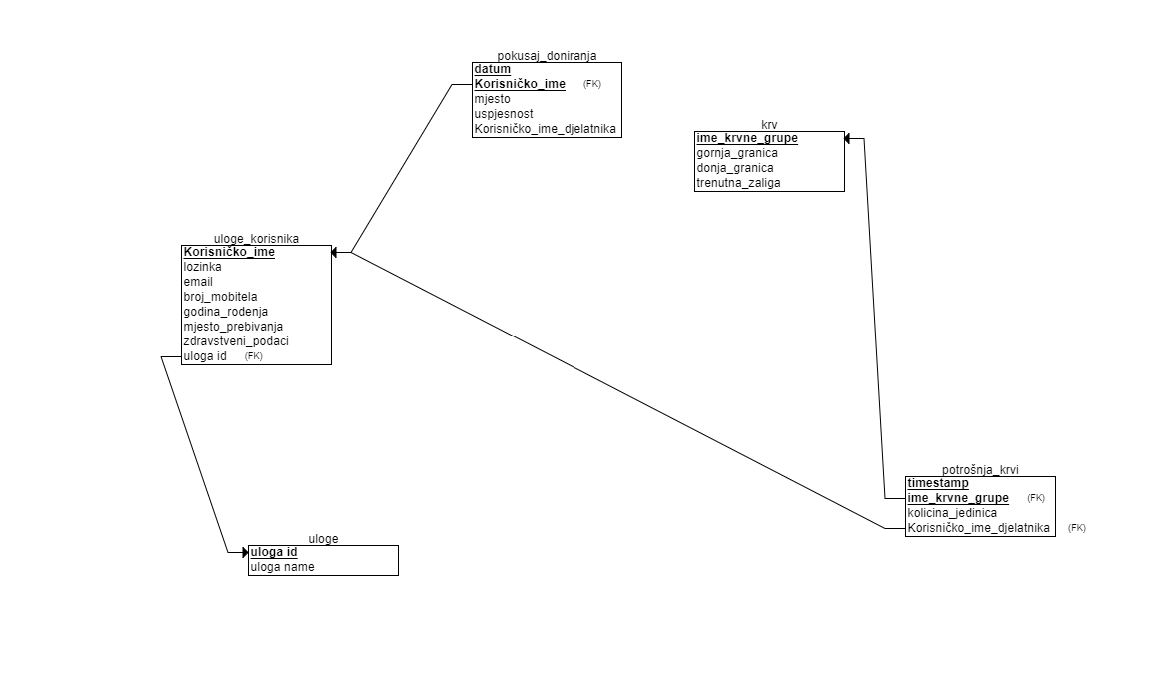 pokusaj_doniranja
datum
Korisničko_ime (FK)
mjesto
uspjesnost
Korisničko_ime_djelatnika
krv
ime_krvne_grupe
gornja_granica
donja_granica
trenutna_zaliga
uloge_korisnika
Korisničko_ime
lozinka
email
broj_mobitela
godina_rođenja
mjesto_prebivanja
zdravstveni_podaci
uloga id (FK)
potrošnja_krvi
timestamp
ime_krvne_grupe (FK)
kolicina_jedinica
Korisničko_ime_djelatnika (FK)
uloge
uloga id
uloga name